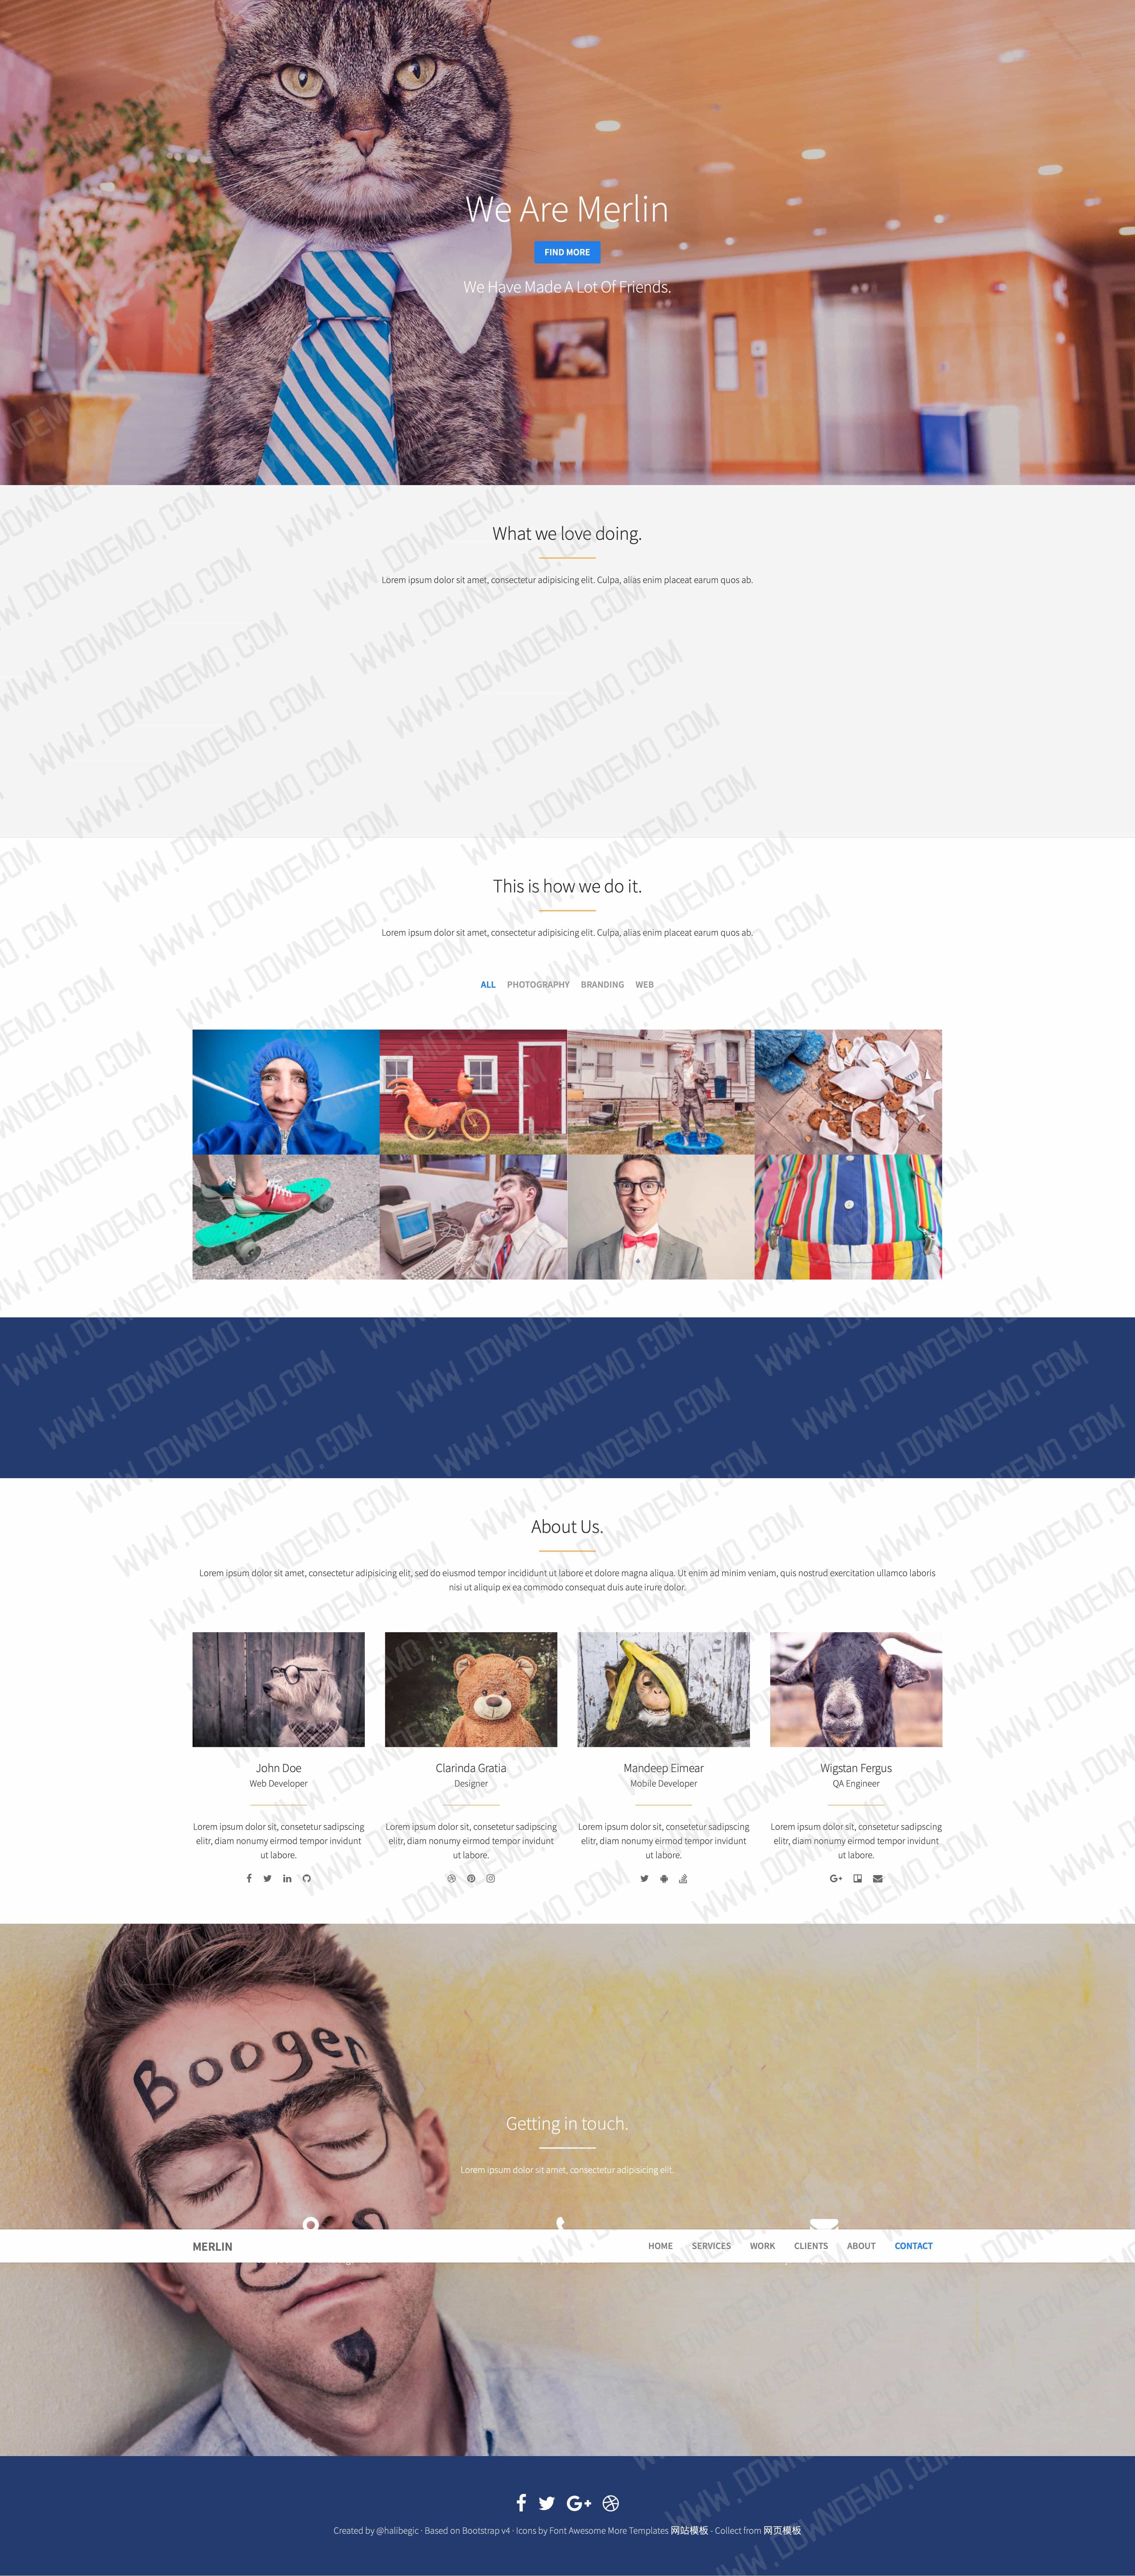 We Are Merlin
FIND MORE
We Have Made A Lot Of Friends.
What we love doing.
Lorem ipsum dolor sit amet, consectetur adipisicing elit. Culpa, alias enim placeat earum quos ab.
This is how we do it.
Lorem ipsum dolor sit amet, consectetur adipisicing elit. Culpa, alias enim placeat earum quos ab.
ALL PHOTOGRAPHY BRANDING WEB
About Us.
Lorem ipsum dolor sit amet, consectetur adipisicing elit, sed do eiusmod tempor incididunt ut labore et dolore magna aliqua. Ut enim ad minim veniam, quis nostrud exercitation ullamco laboris
nisi ut aliquip ex ea commodo consequat duis aute irure dolor.
John Doe
Web Developer
Lorem ipsum dolor sit, consetetur sadipscing
elitr, diam nonumy eirmod tempor invidunt
ut labore.
Clarinda Gratia
Designer
Lorem ipsum dolor sit, consetetur sadipscing
elitr, diam nonumy eirmod tempor invidunt
ut labore.
Mandeep Eimear
Mobile Developer
Lorem ipsum dolor sit, consetetur sadipscing
elitr, diam nonumy eirmod tempor invidunt
ut labore.
Wigstan Fergus
QA Engineer
Lorem ipsum dolor sit, consetetur sadipscing
elitr, diam nonumy eirmod tempor invidunt
ut labore.
Boogen
Getting in touch.
Lorem ipsum dolor sit amet, consectetur adipisicing elit.
MERLIN HOME SERVICES WORK CLIENTS ABOUT CONTACT
Created by @halibegic · Based on Bootstrap v4 · Icons by Font Awesome More Templates 网站模板 - Collect from 网页模板
WWW.DOWNDEMO.COM